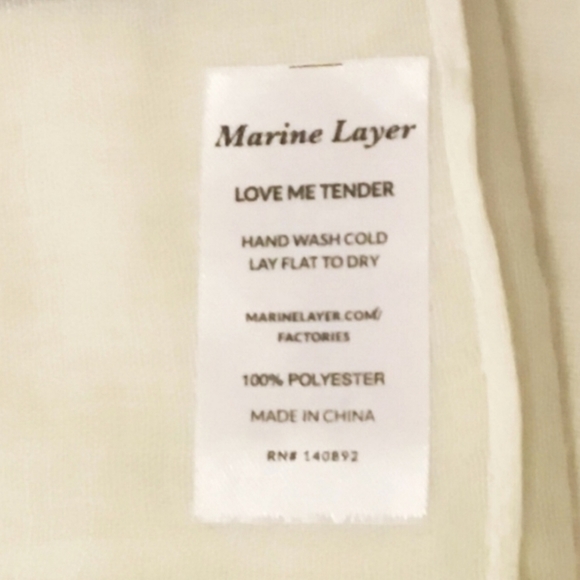 Marine Layer
LOVE ME TENDER
HAND WASH COLD
LAY FLAT TO DRY
MARINELAYER.COM/
FACTORIES
100% POLYESTER
MADE IN CHINA
RN# 140892